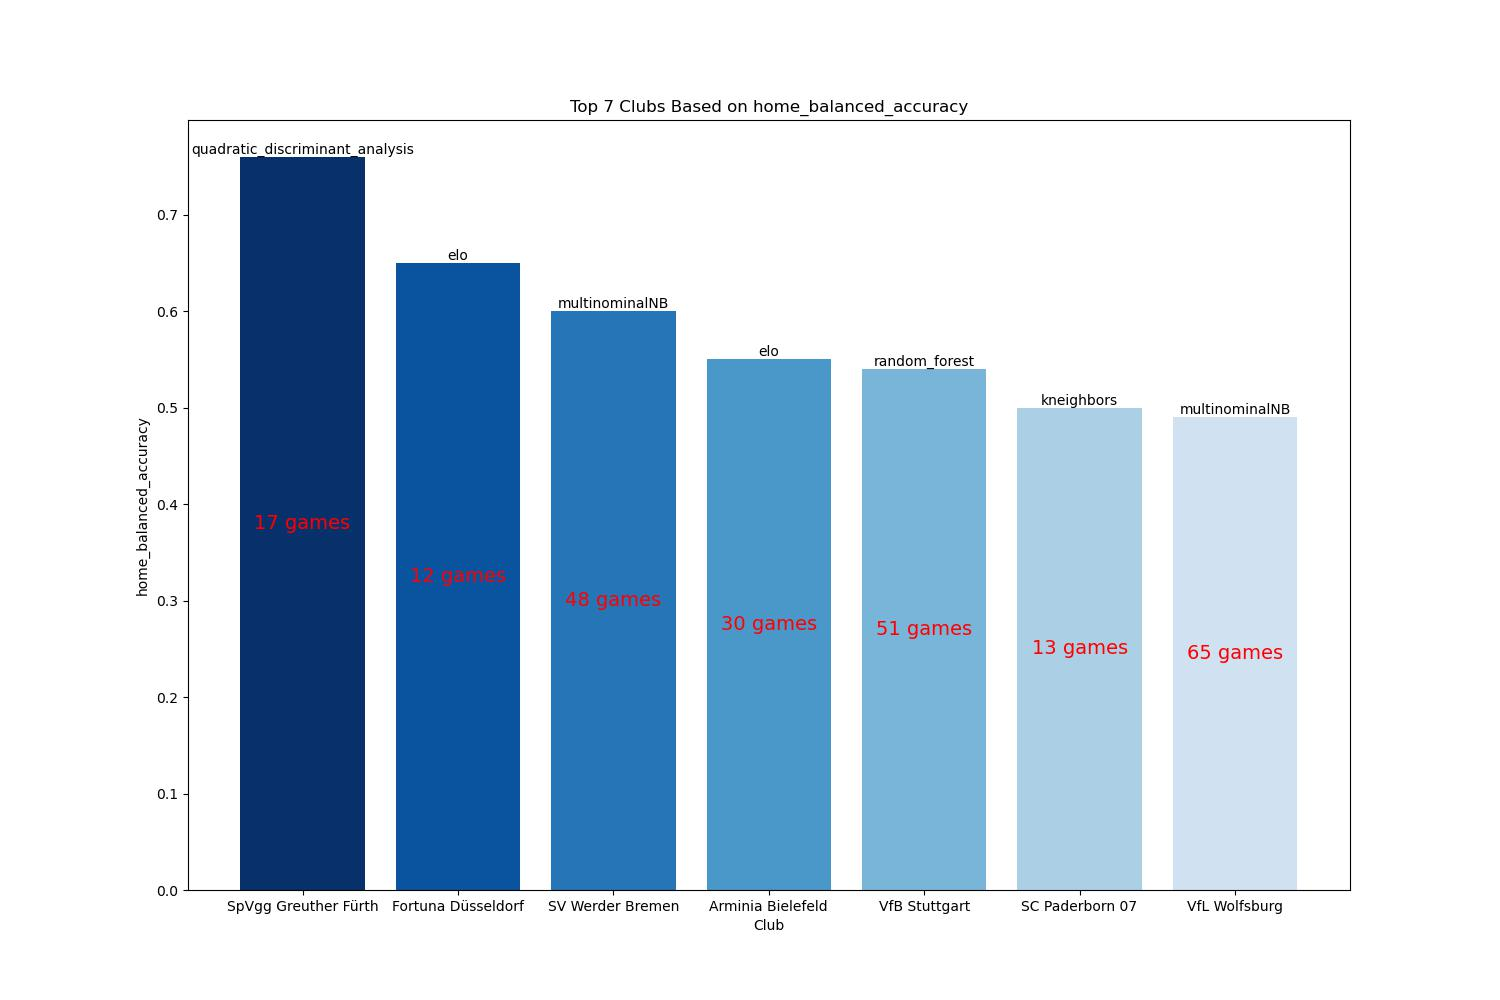 Top 7 Clubs Based on home_balanced_accuracy
quadratic_discriminant_analysis
elo
multinominalNB
elo
random_forest
kneighbors
multinominalNB
0.7
0.6
0.5
0.4
0.3
0.2
0.1
0.0
home_balanced_accuracy
17 games
12 games
48 games
30 games
51 games
13 games
65 games
SpVgg Greuther Fürth
Fortuna Düsseldorf
SV Werder Bremen
Arminia Bielefeld
VfB Stuttgart
SC Paderborn 07
VfL Wolfsburg
Club